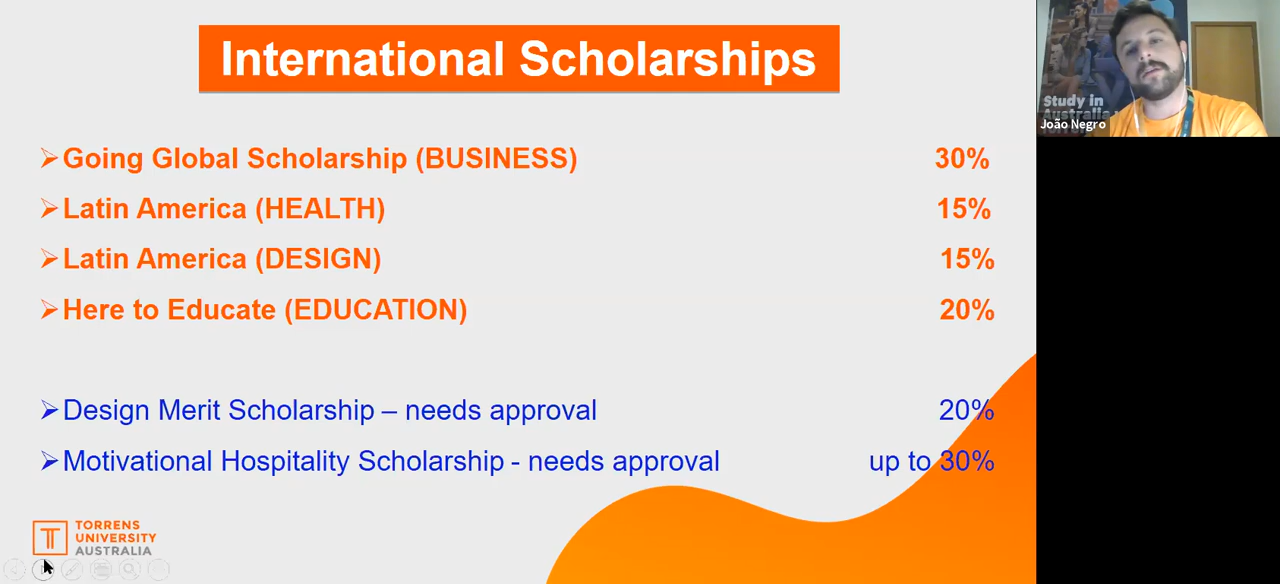 International Scholarships
Going Global Scholarship (BUSINESS) 30%
Latin America (HEALTH) 15%
Latin America (DESIGN) 15%
Here to Educate (EDUCATION) 20%
Design Merit Scholarship – needs approval 20%
Motivational Hospitality Scholarship - needs approval up to 30%
TORRENS
UNIVERSITY
AUSTRALIA
Study in
Australia
João Negro